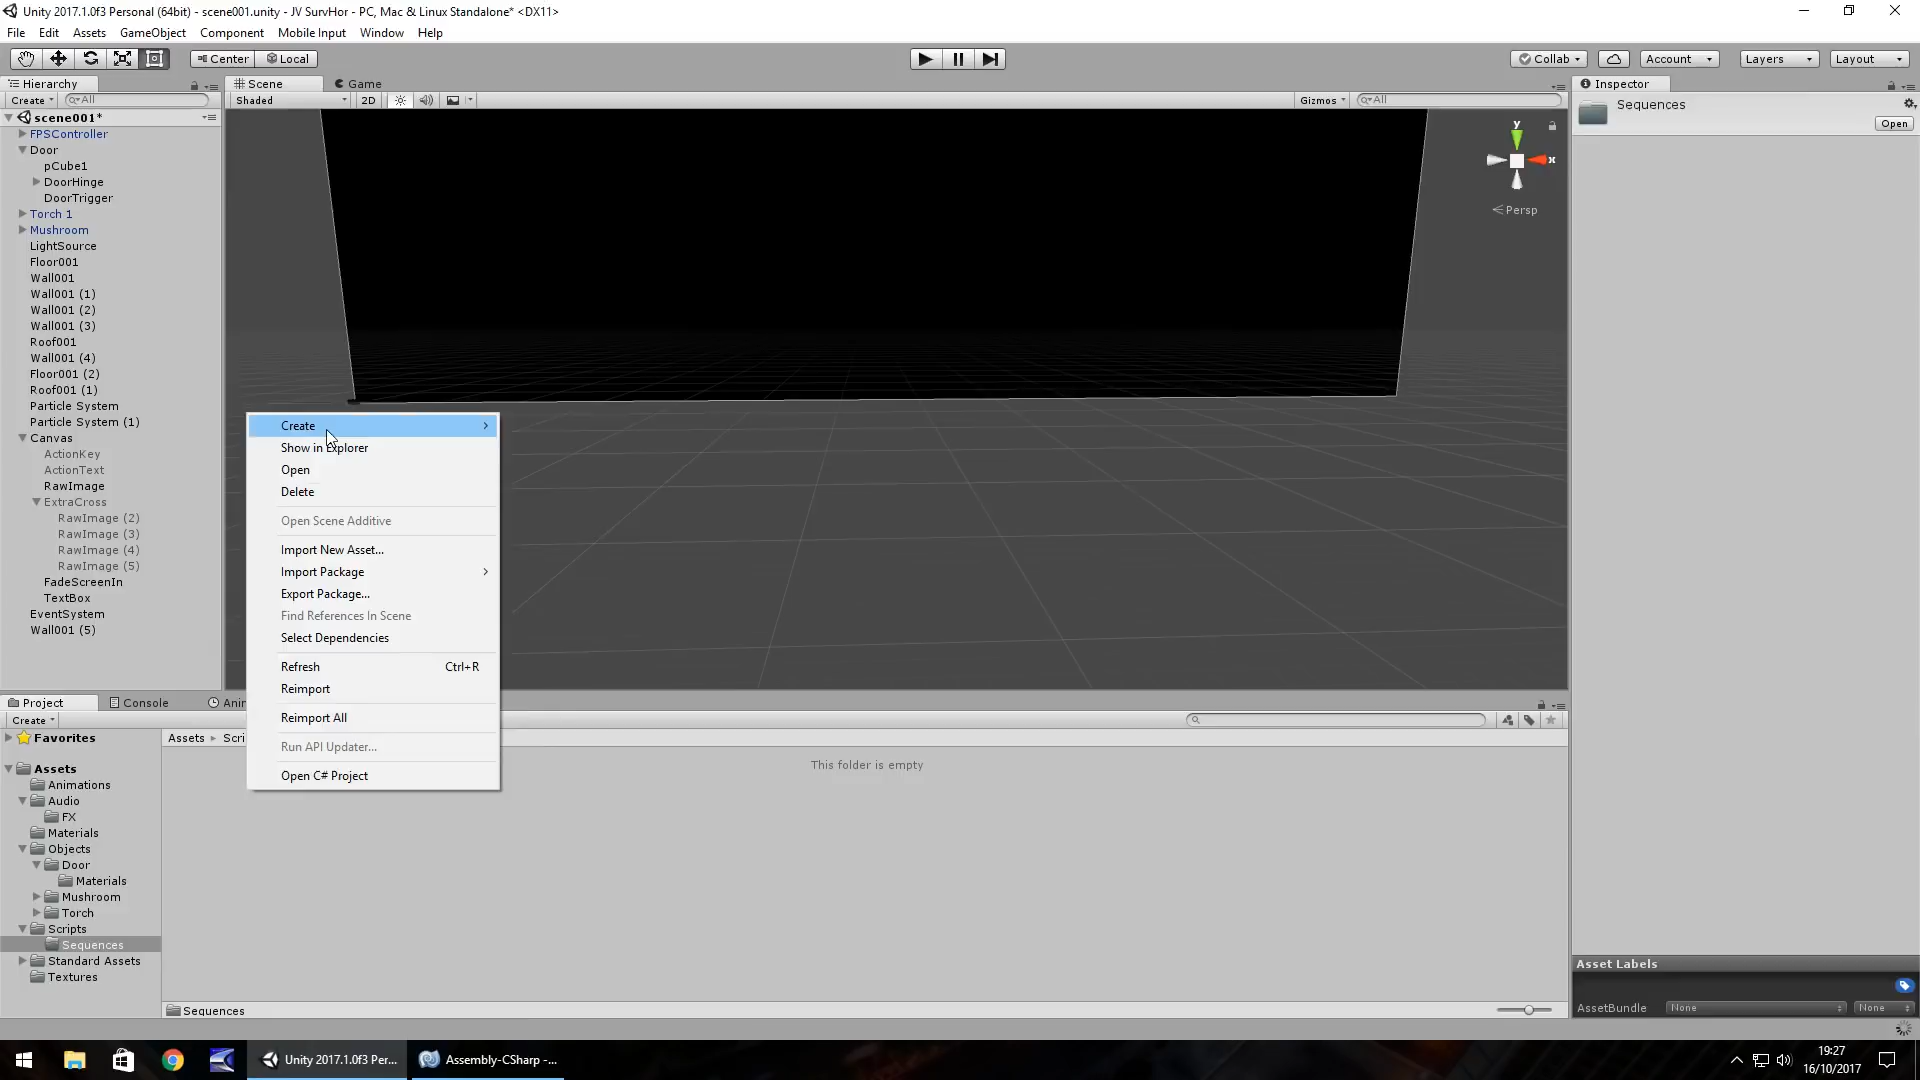 Unity 2017.1.0f3 Personal (64bit) - scene001.unity - JV SurvHor - PC, Mac & Linux Standalone* <DX11>
File Edit Assets GameObject Component Mobile Input Window Help
Center Local Collab Account Layers Layout
Hierarchy Scene Game Inspector
Create All Shaded 2D Gizmos All
Sequences
Open
scene001*
FPSController
Door
pCube1
DoorHinge
DoorTrigger
Torch 1
Mushroom
LightSource
Floor001
Wall001
Wall001 (1)
Wall001 (2)
Wall001 (3)
Roof001
Wall001 (4)
Floor001 (2)
Roof001 (1)
Particle System
Particle System (1)
Canvas
ActionKey
ActionText
RawImage
ExtraCross
RawImage (2)
RawImage (3)
RawImage (4)
RawImage (5)
FadeScreenIn
TextBox
EventSystem
Wall001 (5)
y
x
Persp
Create
Show in Explorer
Open
Delete
Open Scene Additive
Import New Asset...
Import Package
Export Package...
Find References In Scene
Select Dependencies
Refresh Ctrl+R
Reimport
Reimport All
Run API Updater...
Open C# Project
Project Console Ani
Create
Favorites
Assets Scri
This folder is empty
Assets
Animations
Audio
FX
Materials
Objects
Door
Materials
Mushroom
Torch
Scripts
Sequences
Standard Assets
Textures
Sequences
Asset Labels
AssetBundle None None
Unity 2017.1.0f3 Per...
Assembly-CSharp -...
19:27
16/10/2017